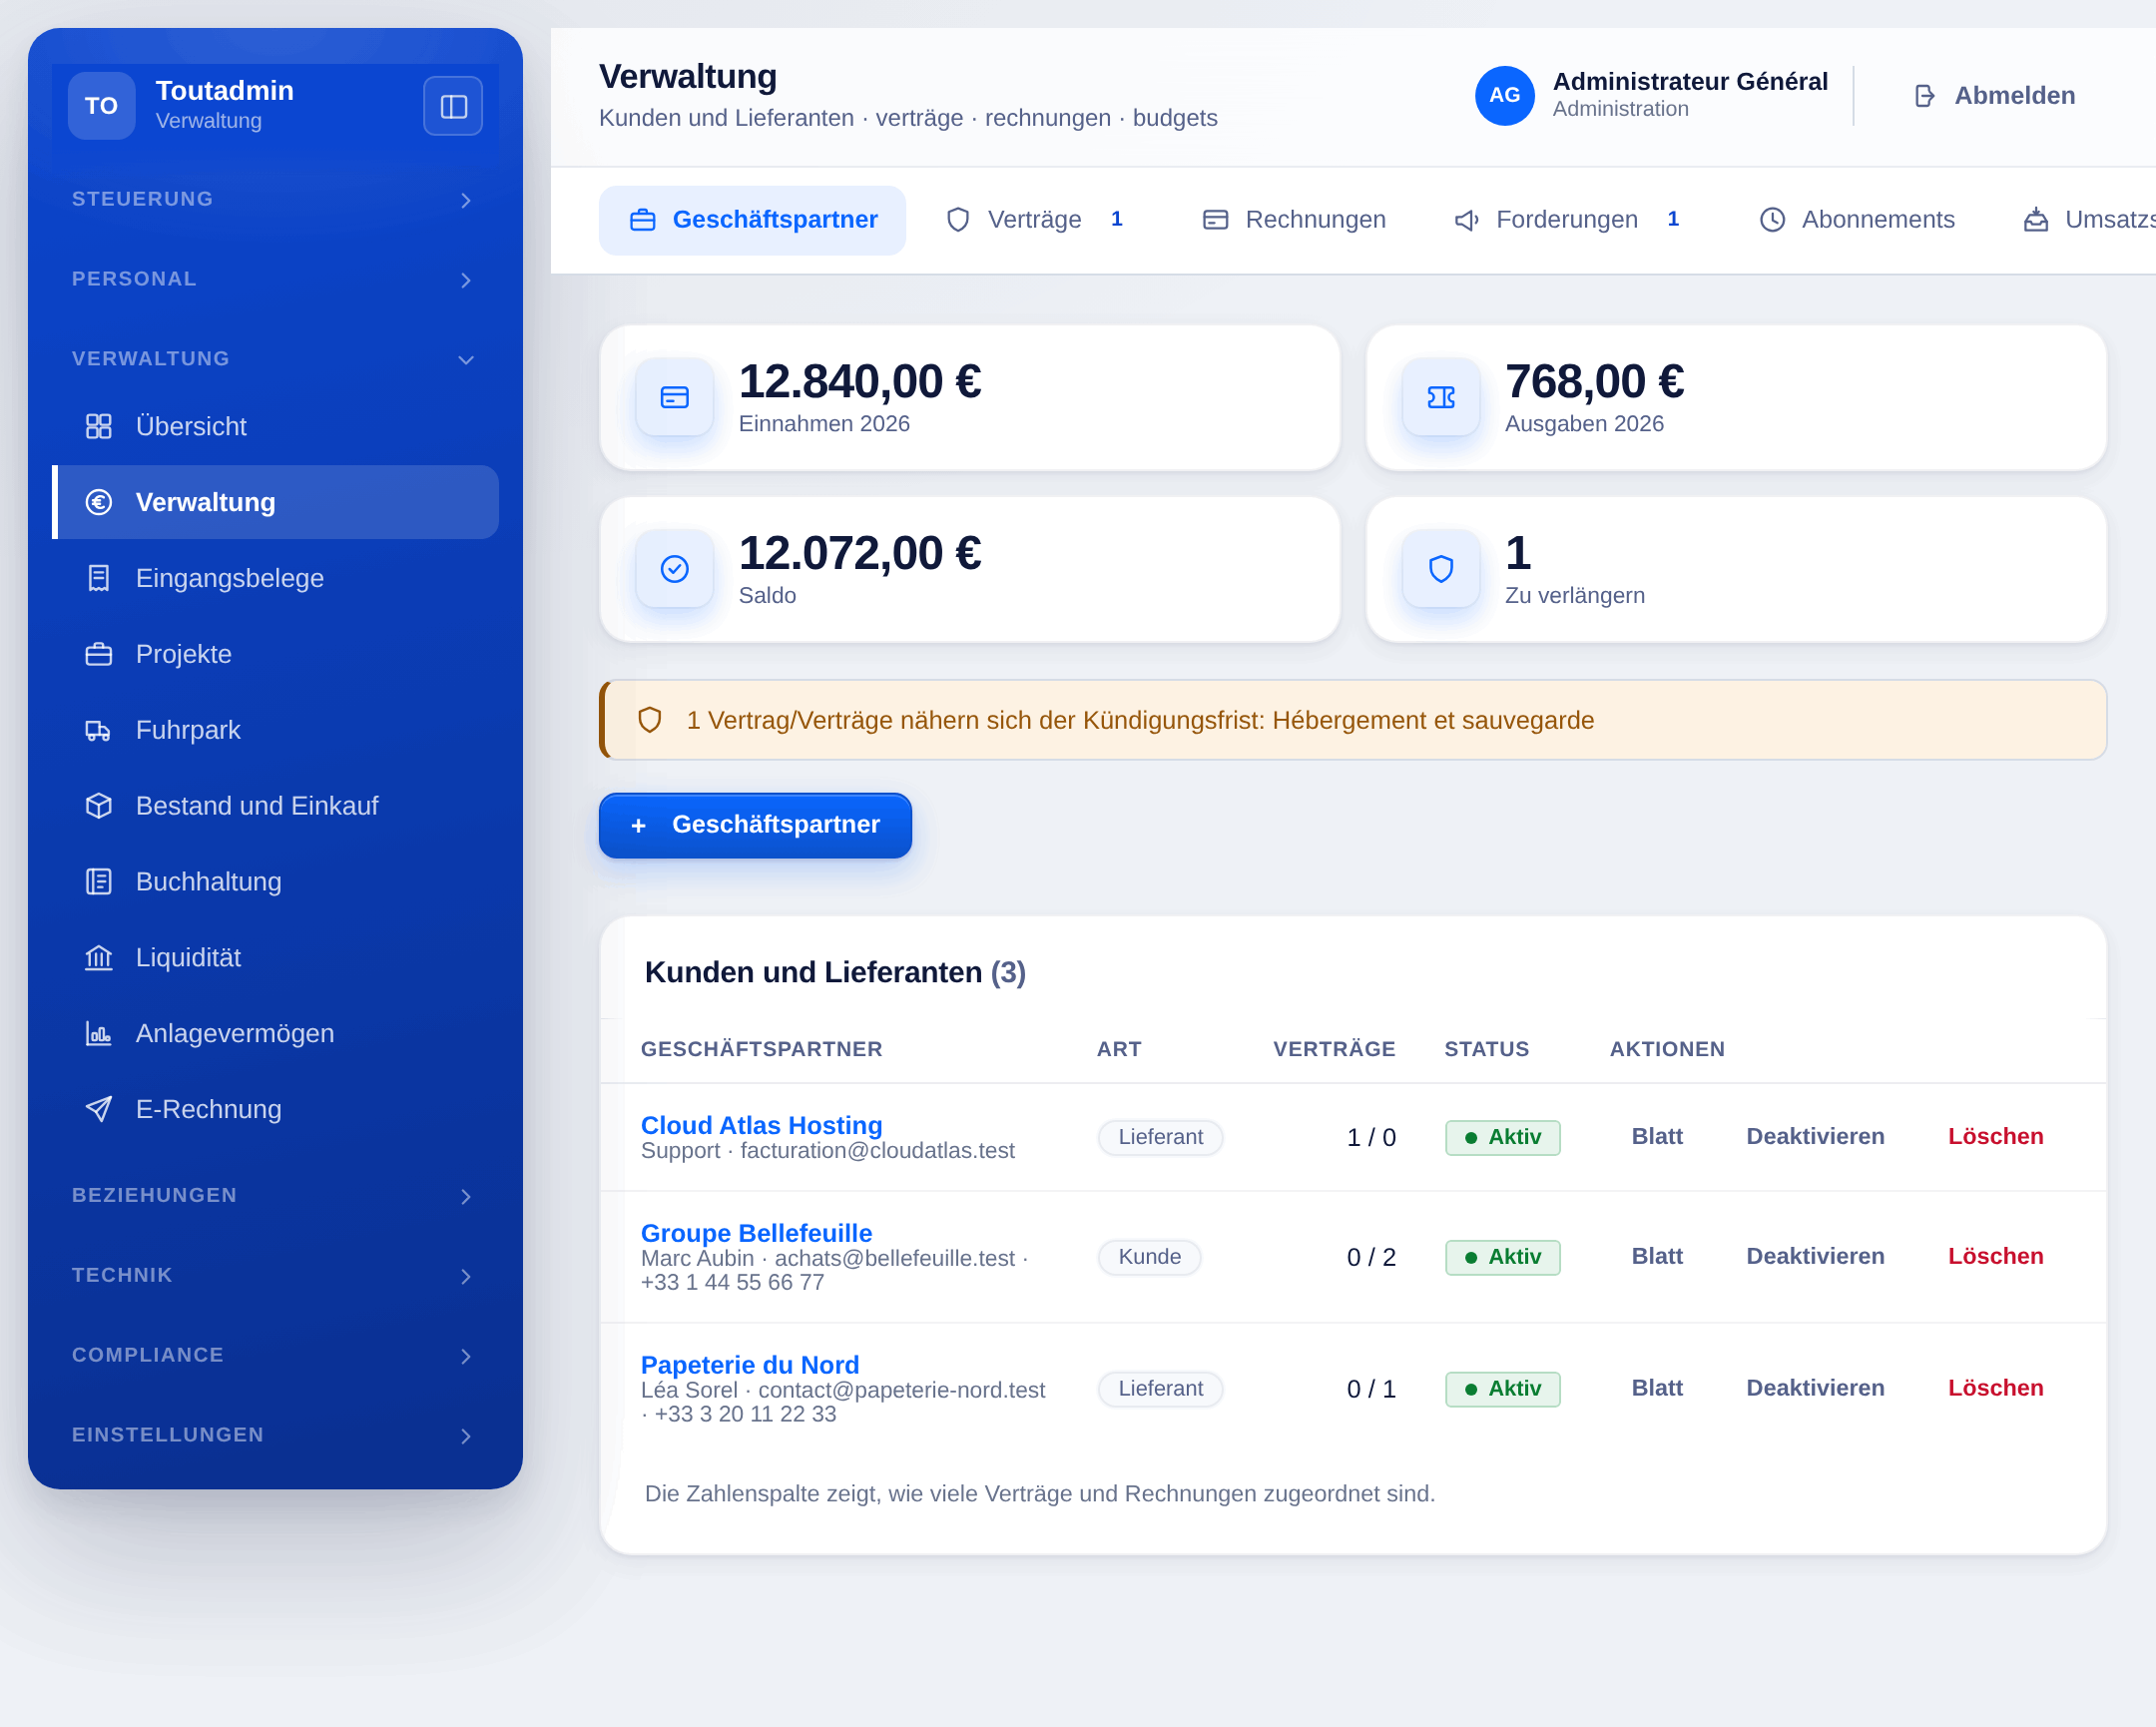 TO
Toutadmin
Verwaltung
STEUERUNG
PERSONAL
VERWALTUNG
Übersicht
Verwaltung
Eingangsbelege
Projekte
Fuhrpark
Bestand und Einkauf
Buchhaltung
Liquidität
Anlagevermögen
E-Rechnung
BEZIEHUNGEN
TECHNIK
COMPLIANCE
EINSTELLUNGEN
Verwaltung
Kunden und Lieferanten · verträge · rechnungen · budgets
AG
Administrateur Général
Administration
Abmelden
Geschäftspartner
Verträge 1
Rechnungen
Forderungen 1
Abonnements
Umsatzs
12.840,00 €
Einnahmen 2026
768,00 €
Ausgaben 2026
12.072,00 €
Saldo
1
Zu verlängern
1 Vertrag/Verträge nähern sich der Kündigungsfrist: Hébergement et sauvegarde
+ Geschäftspartner
Kunden und Lieferanten (3)
GESCHÄFTSPARTNER ART VERTRÄGE STATUS AKTIONEN
Cloud Atlas Hosting
Support · facturation@cloudatlas.test
Lieferant 1 / 0 Aktiv Blatt Deaktivieren Löschen
Groupe Bellefeuille
Marc Aubin · achats@bellefeuille.test ·
+33 1 44 55 66 77
Kunde 0 / 2 Aktiv Blatt Deaktivieren Löschen
Papeterie du Nord
Léa Sorel · contact@papeterie-nord.test
· +33 3 20 11 22 33
Lieferant 0 / 1 Aktiv Blatt Deaktivieren Löschen
Die Zahlenspalte zeigt, wie viele Verträge und Rechnungen zugeordnet sind.